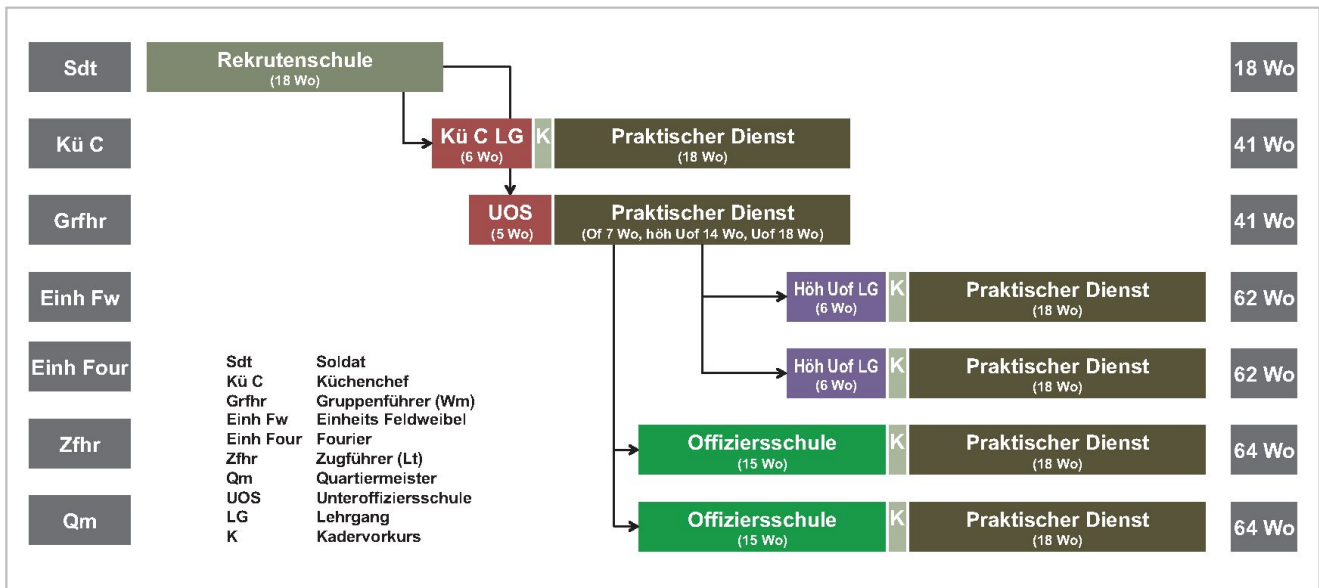 Sdt
Rekrutenschule
(18 Wo)
18 Wo
Kü C
Kü C LG
(6 Wo)
K
Praktischer Dienst
(18 Wo)
41 Wo
Grfhr
UOS
(5 Wo)
Praktischer Dienst
(Of 7 Wo, höh Uof 14 Wo, Uof 18 Wo)
41 Wo
Einh Fw
Höh Uof LG
(6 Wo)
K
Praktischer Dienst
(18 Wo)
62 Wo
Einh Four
Höh Uof LG
(6 Wo)
K
Praktischer Dienst
(18 Wo)
62 Wo
Zfhr
Offiziersschule
(15 Wo)
K
Praktischer Dienst
(18 Wo)
64 Wo
Qm
Offiziersschule
(15 Wo)
K
Praktischer Dienst
(18 Wo)
64 Wo
Sdt Soldat
Kü C Küchenchef
Grfhr Gruppenführer (Wm)
Einh Fw Einheits Feldweibel
Einh Four Fourier
Zfhr Zugführer (Lt)
Qm Quartiermeister
UOS Unteroffiziersschule
LG Lehrgang
K Kadervorkurs